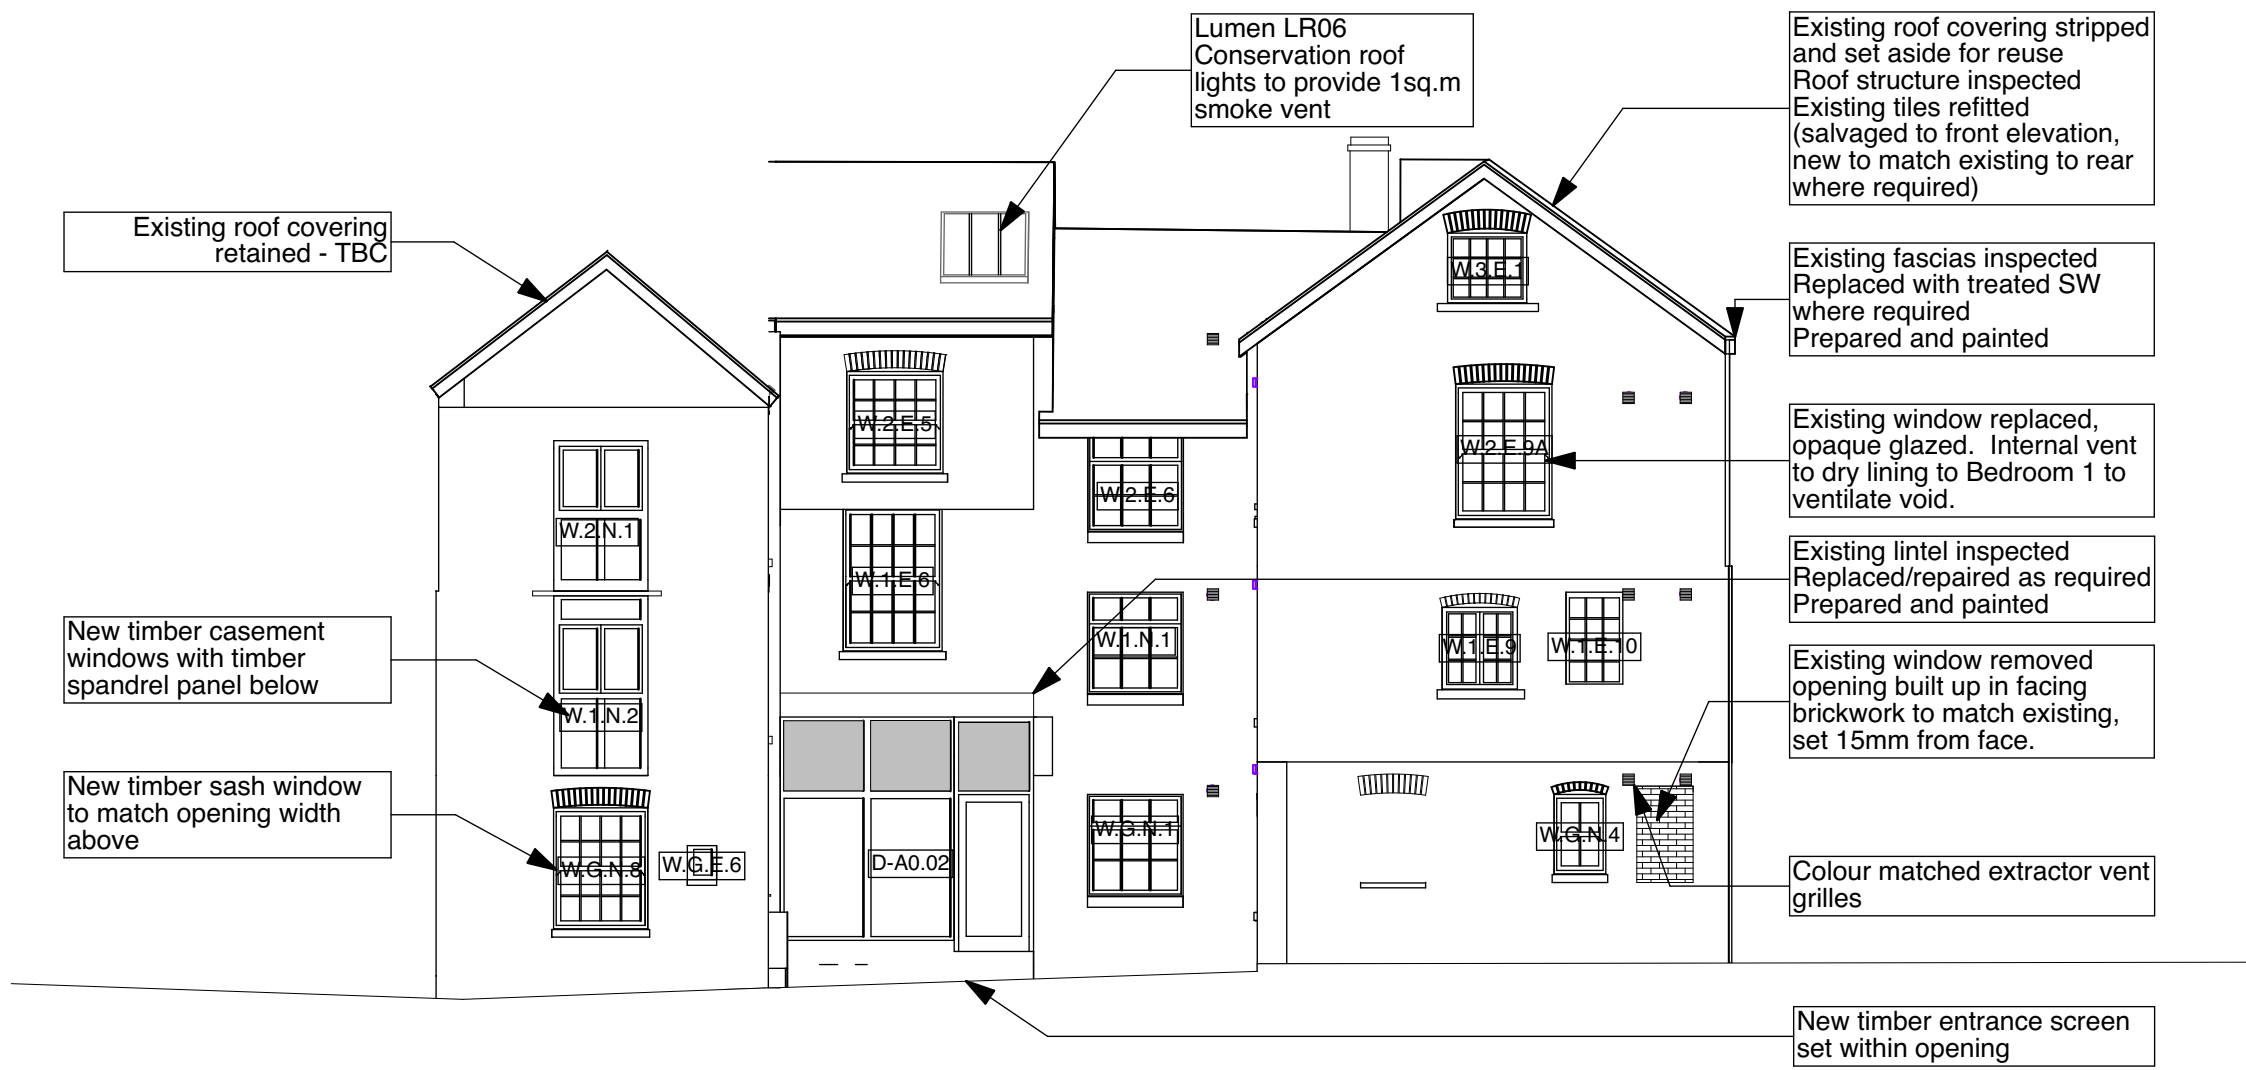 Lumen LR06
Conservation roof
lights to provide 1sq.m
smoke vent
Existing roof covering stripped
and set aside for reuse
Roof structure inspected
Existing tiles refitted
(salvaged to front elevation,
new to match existing to rear
where required)
Existing roof covering
retained - TBC
Existing fascias inspected
Replaced with treated SW
where required
Prepared and painted
W.3.E.1
W.2.E.5
W.2.E.9A
Existing window replaced,
opaque glazed. Internal vent
to dry lining to Bedroom 1 to
ventilate void.
W.2.E.6
W.2.N.1
W.1.E.6
Existing lintel inspected
Replaced/repaired as required
Prepared and painted
New timber casement
windows with timber
spandrel panel below
W.1.N.2
W.1.N.1
W.1.E.9
W.1.E.10
Existing window removed
opening built up in facing
brickwork to match existing,
set 15mm from face.
New timber sash window
to match opening width
above
W.G.N.8
W.G.E.6
D-A0.02
W.G.N.1
W.G.N.4
Colour matched extractor vent
grilles
New timber entrance screen
set within opening